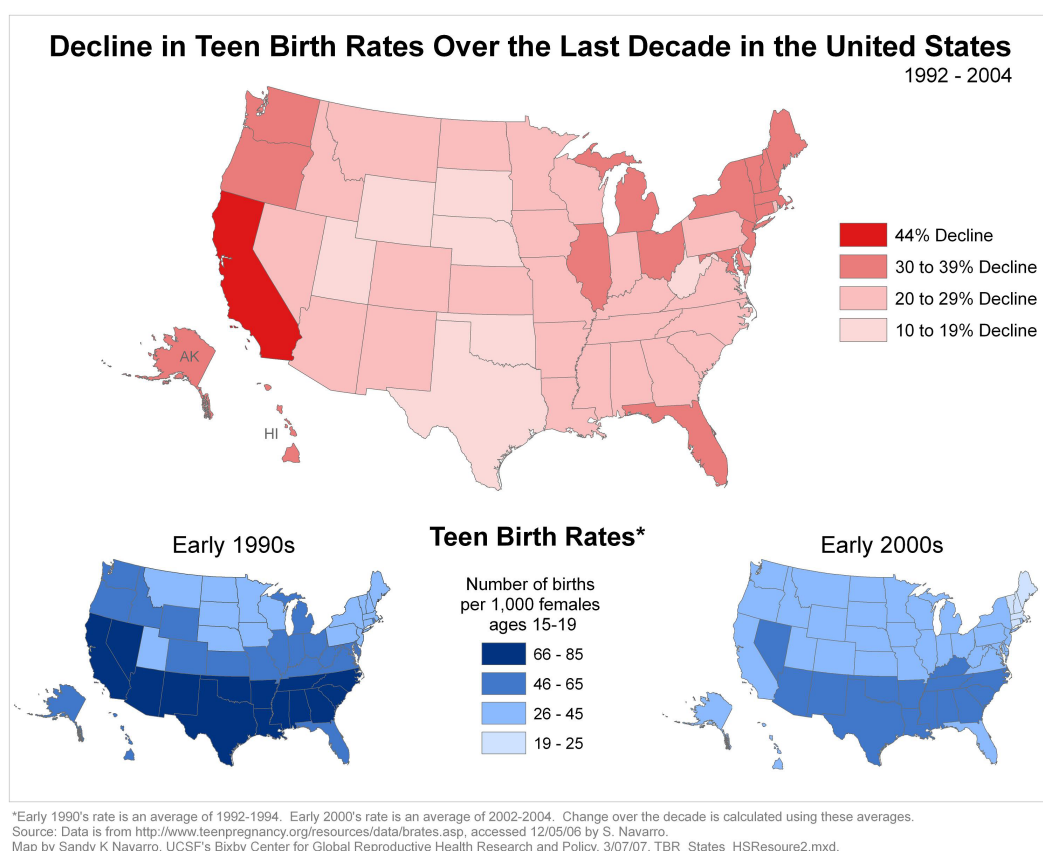 Decline in Teen Birth Rates Over the Last Decade in the United States
1992 - 2004
44% Decline
30 to 39% Decline
20 to 29% Decline
10 to 19% Decline
AK
HI
Teen Birth Rates*
Early 1990s
Early 2000s
Number of births
per 1,000 females
ages 15-19
66 - 85
46 - 65
26 - 45
19 - 25
*Early 1990's rate is an average of 1992-1994.  Early 2000's rate is an average of 2002-2004.  Change over the decade is calculated using these averages.
Source: Data is from http://www.teenpregnancy.org/resources/data/brates.asp, accessed 12/05/06 by S. Navarro.
Map by Sandy K Navarro, UCSF's Bixby Center for Global Reproductive Health Research and Policy, 3/07/07, TBR_States_HSResoure2.mxd.